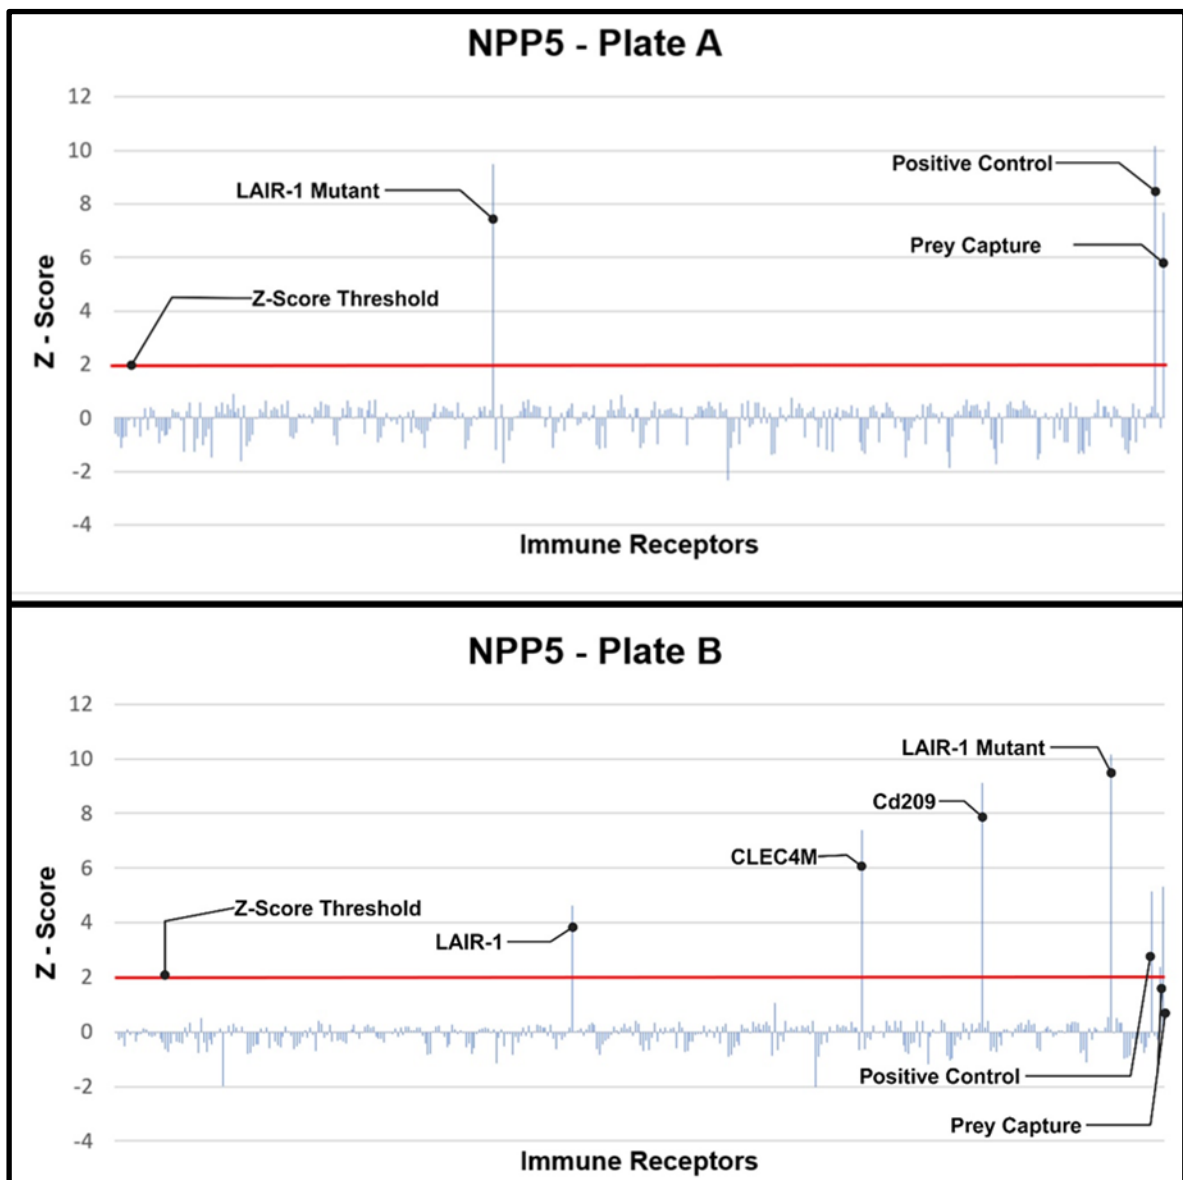 NPP5 - Plate A
12
10
Positive Control
LAIR-1 Mutant
8
Prey Capture
6
Z-Score Threshold
4
2
0
-2
-4
Z - Score
Immune Receptors
NPP5 - Plate B
12
LAIR-1 Mutant
10
Cd209
8
CLEC4M
6
Z-Score Threshold
4
LAIR-1
2
0
-2
Positive Control
Prey Capture
-4
Z - Score
Immune Receptors